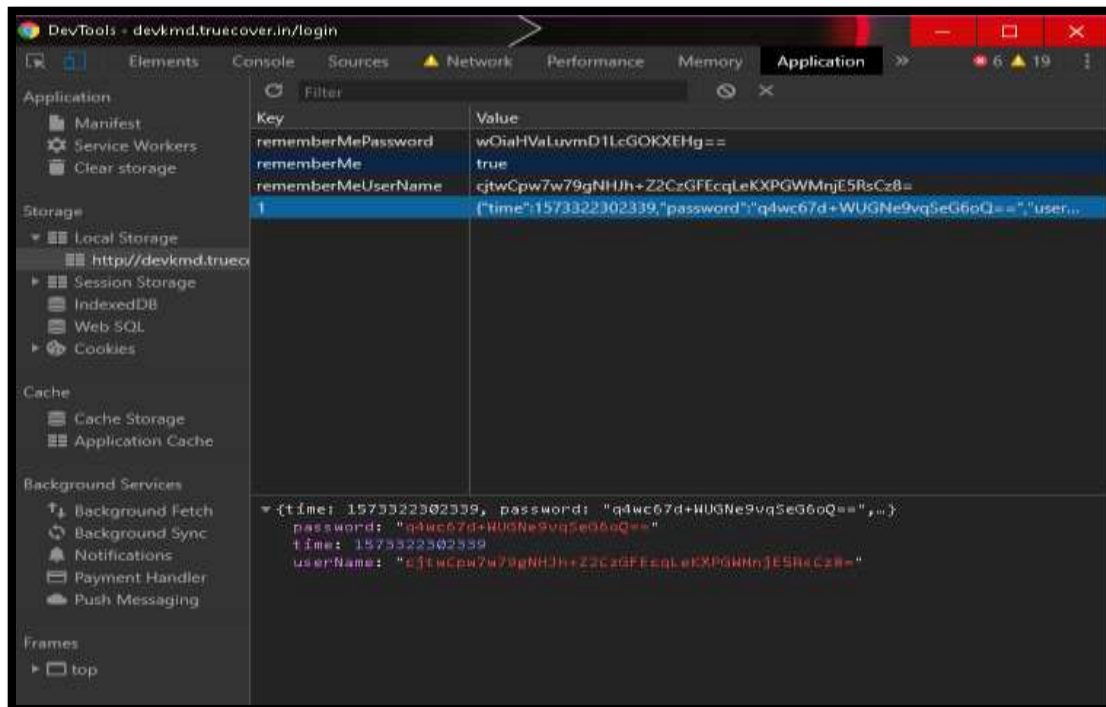 DevTools - devkmd.truecover.in/login
Elements Console Sources Network Performance Memory Application » 6 19
Application
Manifest
Service Workers
Clear storage
Storage
Local Storage
http://devkmd.trueco
Session Storage
IndexedDB
Web SQL
Cookies
Cache
Cache Storage
Application Cache
Background Services
Background Fetch
Background Sync
Notifications
Payment Handler
Push Messaging
Frames
top
Filter
Key Value
rememberMePassword wOiaHVaLuvmD1LcGOKXEHg==
rememberMe true
rememberMeUserName cjtwCpw7w79gNHJh+Z2CzGFEcqLeKXPGWMnjE5RsCz8=
1 {"time":1573322302339,"password":"q4wc67d+WUGNe9vqSeG6oQ==","user...
{time: 1573322302339, password: "q4wc67d+WUGNe9vqSeG6oQ==",…}
password: "q4wc67d+WUGNe9vqSeG6oQ=="
time: 1573322302339
userName: "cjtwCpw7w79gNHJh+Z2CzGFEcqLeKXPGWMnjE5RsCz8="